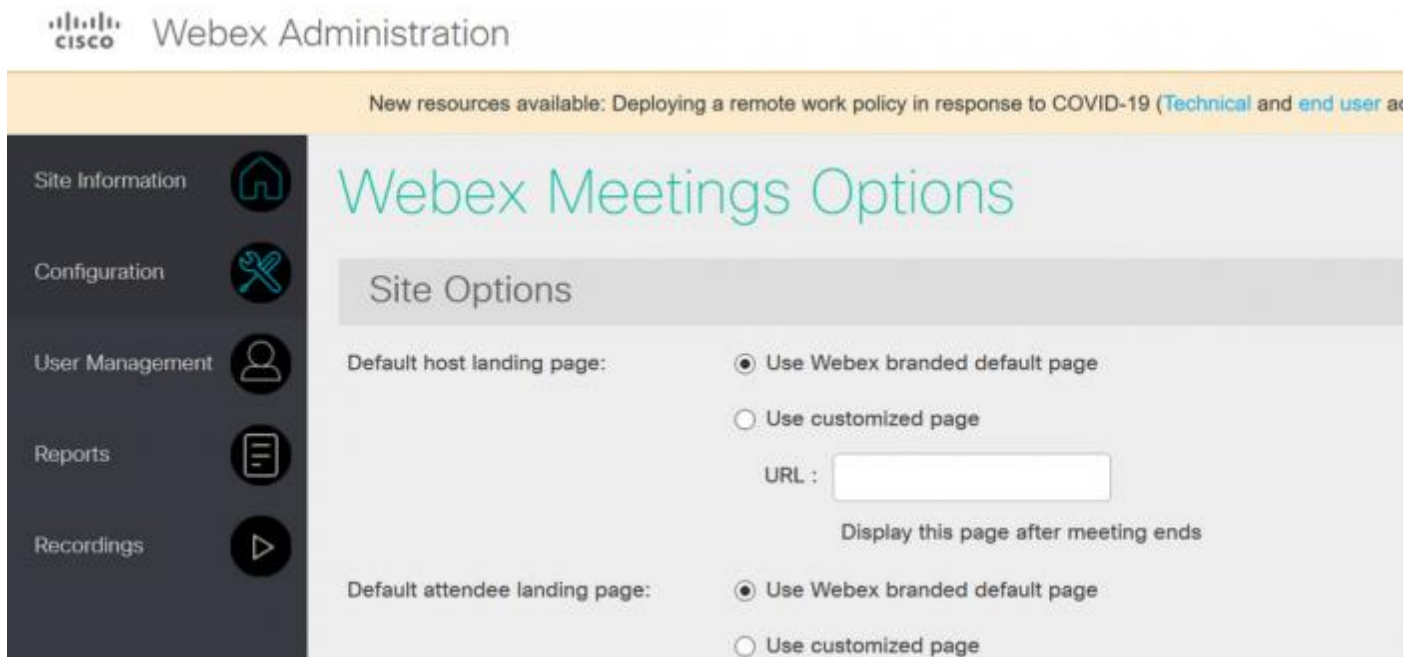 CISCO Webex Administration
New resources available: Deploying a remote work policy in response to COVID-19 (Technical and end user
Site Information
Configuration
User Management
Reports
Recordings
Webex Meetings Options
Site Options
Default host landing page:
Use Webex branded default page
Use customized page
URL :
Display this page after meeting ends
Default attendee landing page:
Use Webex branded default page
Use customized page